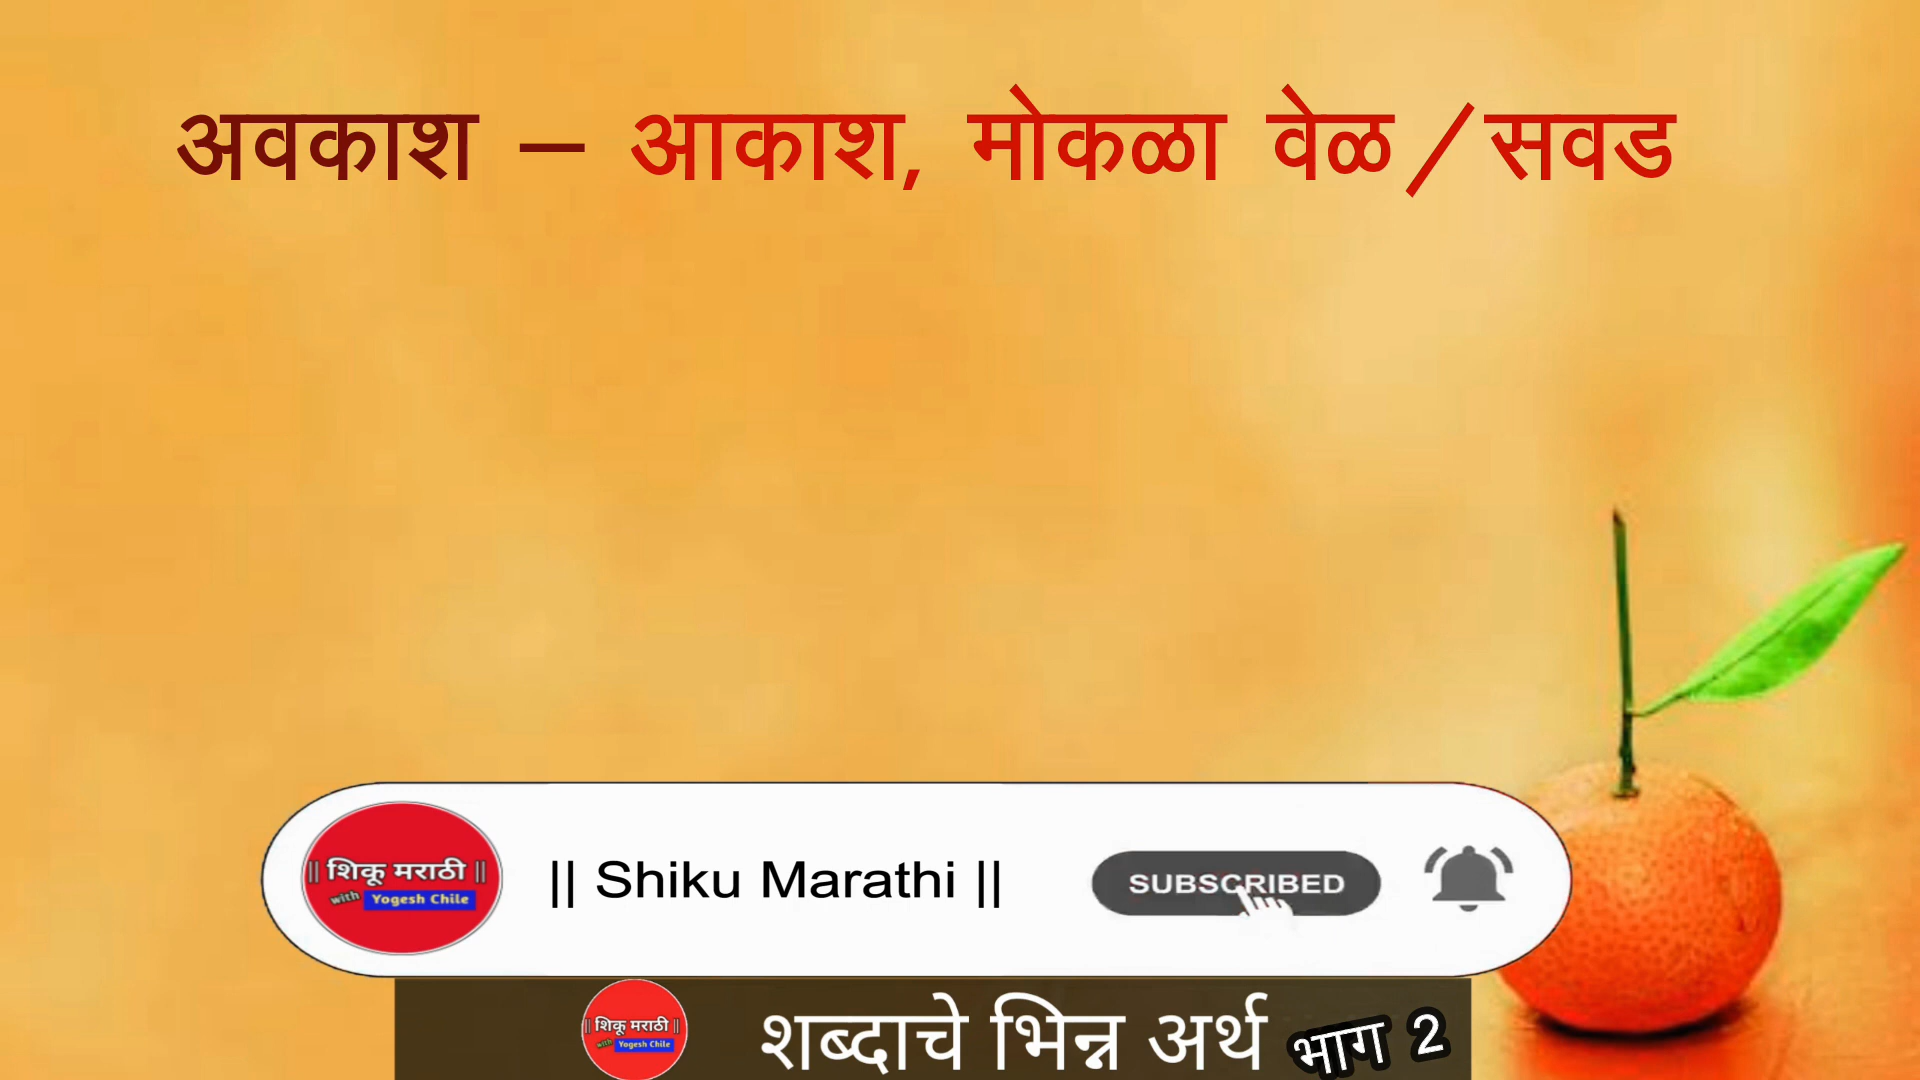 अवकाश – आकाश, मोकळा वेळ/सवड
|| शिकू मराठी ||
with Yogesh Chile
|| Shiku Marathi ||
SUBSCRIBED
|| शिकू मराठी ||
with Yogesh Chile
शब्दाचे भिन्न अर्थ भाग 2